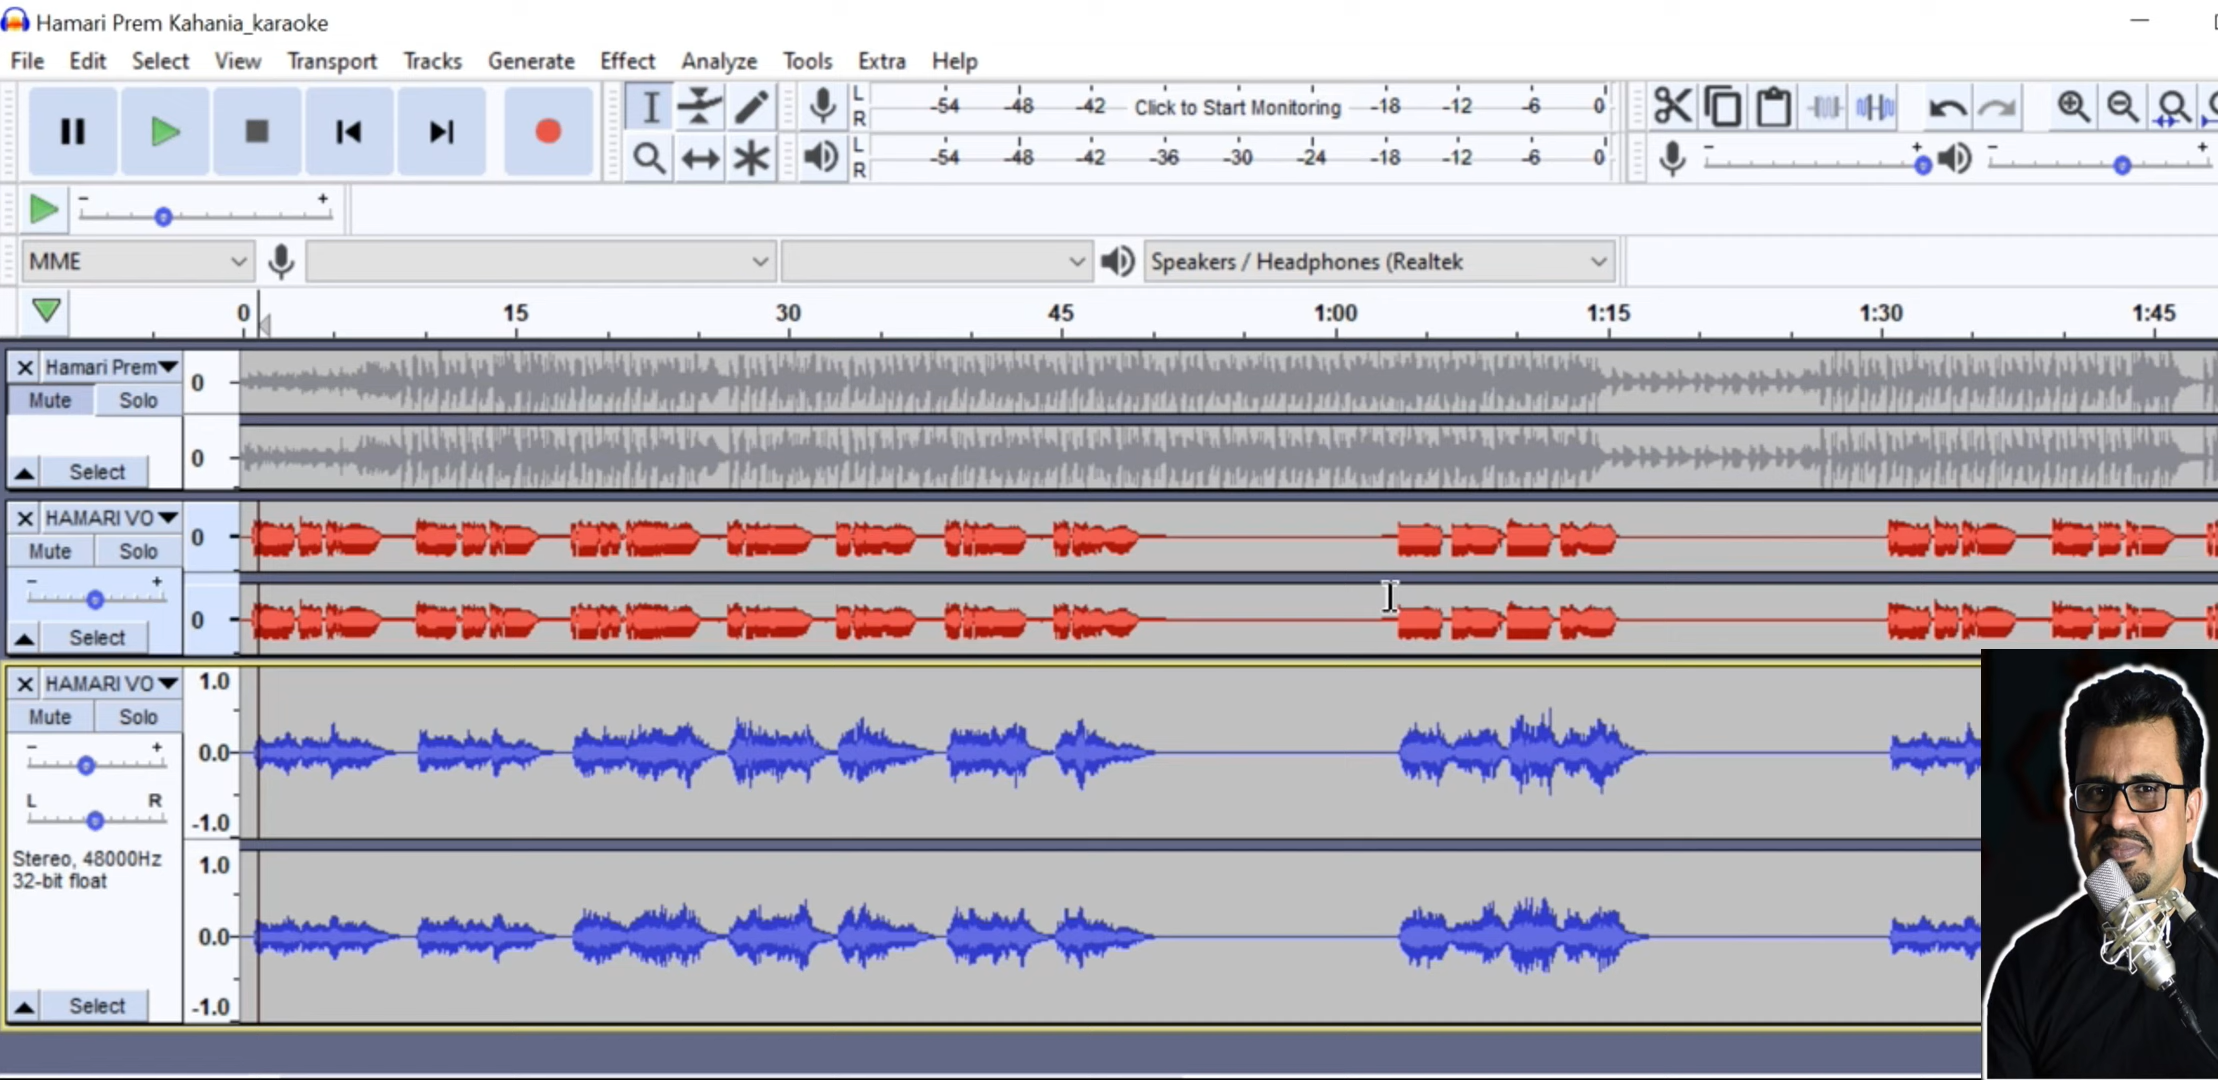 Hamari Prem Kahania_karaoke
File Edit Select View Transport Tracks Generate Effect Analyze Tools Extra Help
L R -54 -48 -42 Click to Start Monitoring -18 -12 -6 0
L R -54 -48 -42 -36 -30 -24 -18 -12 -6 0
- + - +
- +
MME Speakers / Headphones (Realtek
0 15 30 45 1:00 1:15 1:30 1:45
Hamari Prem 0
Mute Solo
Select 0
HAMARI VO 0
Mute Solo
- +
Select 0
HAMARI VO 1.0
Mute Solo
- + 0.0
L R
-1.0
Stereo, 48000Hz 1.0
32-bit float
0.0
Select -1.0